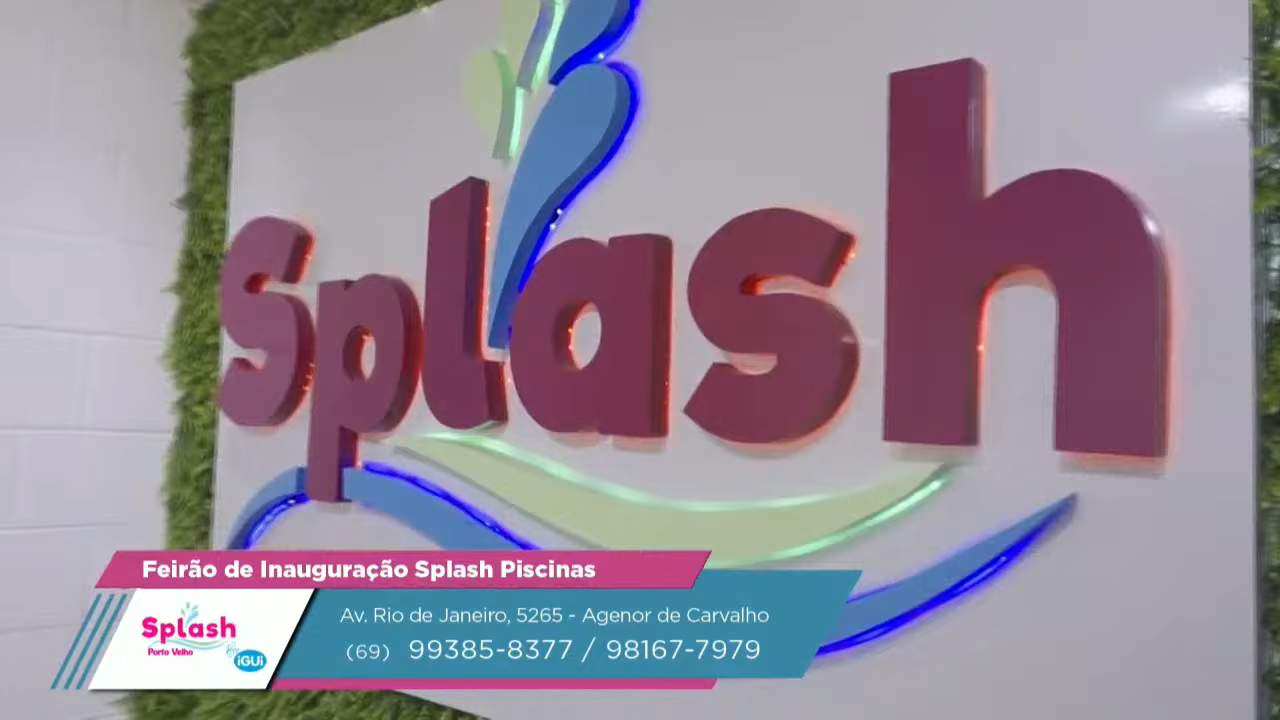 Splash
Feirão de Inauguração Splash Piscinas
Splash
Porto Velho
iGUi
Av. Rio de Janeiro, 5265 - Agenor de Carvalho
(69) 99385-8377 / 98167-7979